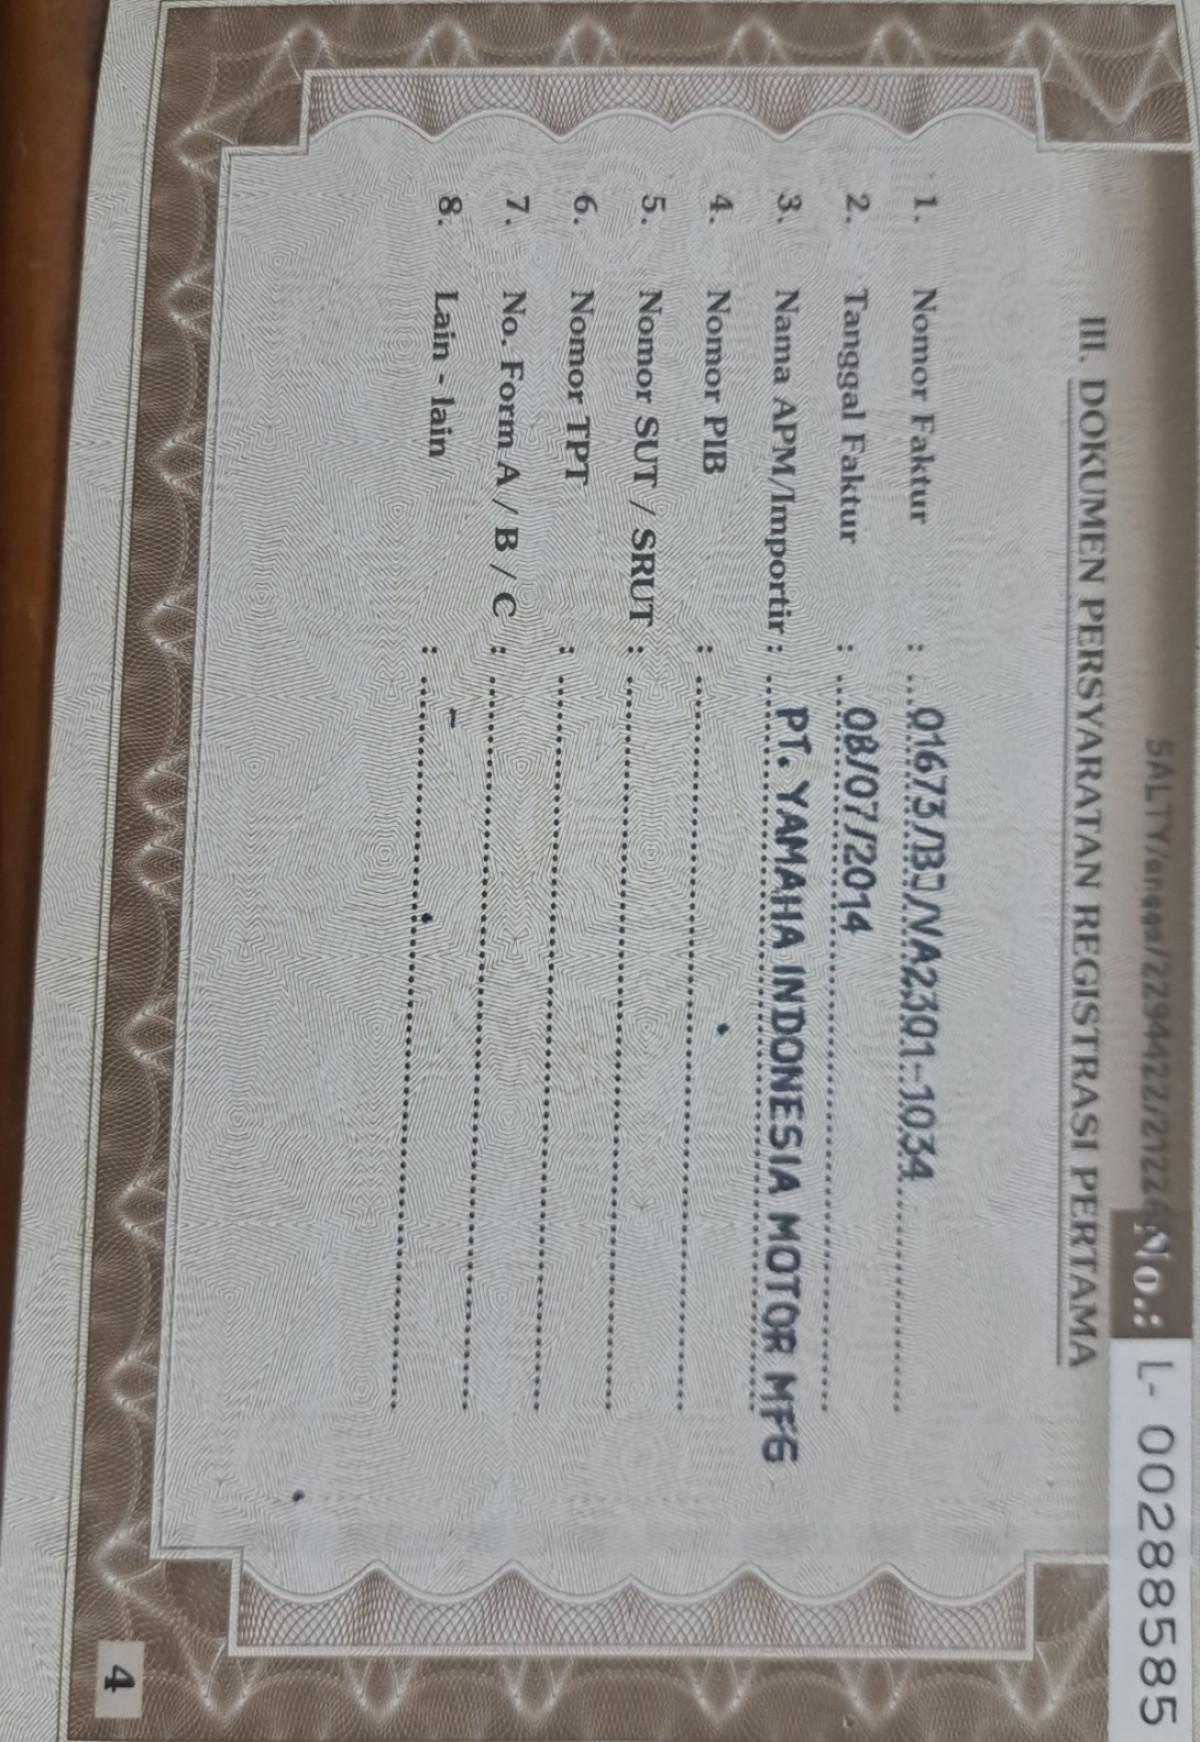 No.: L- 00288585
III. DOKUMEN PERSYARATAN REGISTRASI PERTAMA
1. Nomor Faktur : 01673/BJ/VA2301-1034
2. Tanggal Faktur : 08/07/2014
3. Nama APM/Importir : PT. YAMAHA INDONESIA MOTOR MFG
4. Nomor PIB :
5. Nomor SUT / SRUT :
6. Nomor TPT :
7. No. Form A / B / C : -
8. Lain - lain :
4